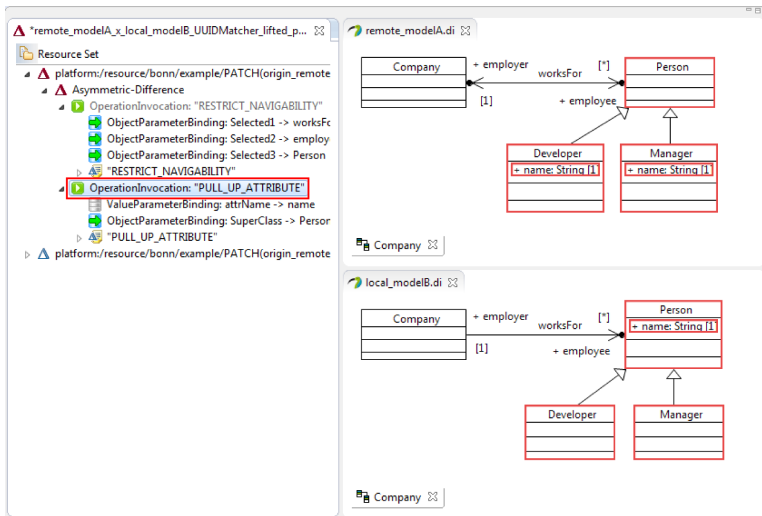 *remote_modelA_x_local_modelB_UUIDMatcher_lifted_p...
Resource Set
platform:/resource/bonn/example/PATCH(origin_remote
Asymmetric-Difference
OperationInvocation: "RESTRICT_NAVIGABILITY"
ObjectParameterBinding: Selected1 -> worksFc
ObjectParameterBinding: Selected2 -> employ
ObjectParameterBinding: Selected3 -> Person
"RESTRICT_NAVIGABILITY"
OperationInvocation: "PULL_UP_ATTRIBUTE"
ValueParameterBinding: attrName -> name
ObjectParameterBinding: SuperClass -> Person
"PULL_UP_ATTRIBUTE"
platform:/resource/bonn/example/PATCH(origin_remote
remote_modelA.di
Company
+ employer
worksFor
[*]
Person
[1]
+ employee
Developer
+ name: String [1
Manager
+ name: String [1
Company
local_modelB.di
Company
+ employer
worksFor
[*]
Person
+ name: String [1
[1]
+ employee
Developer
Manager
Company